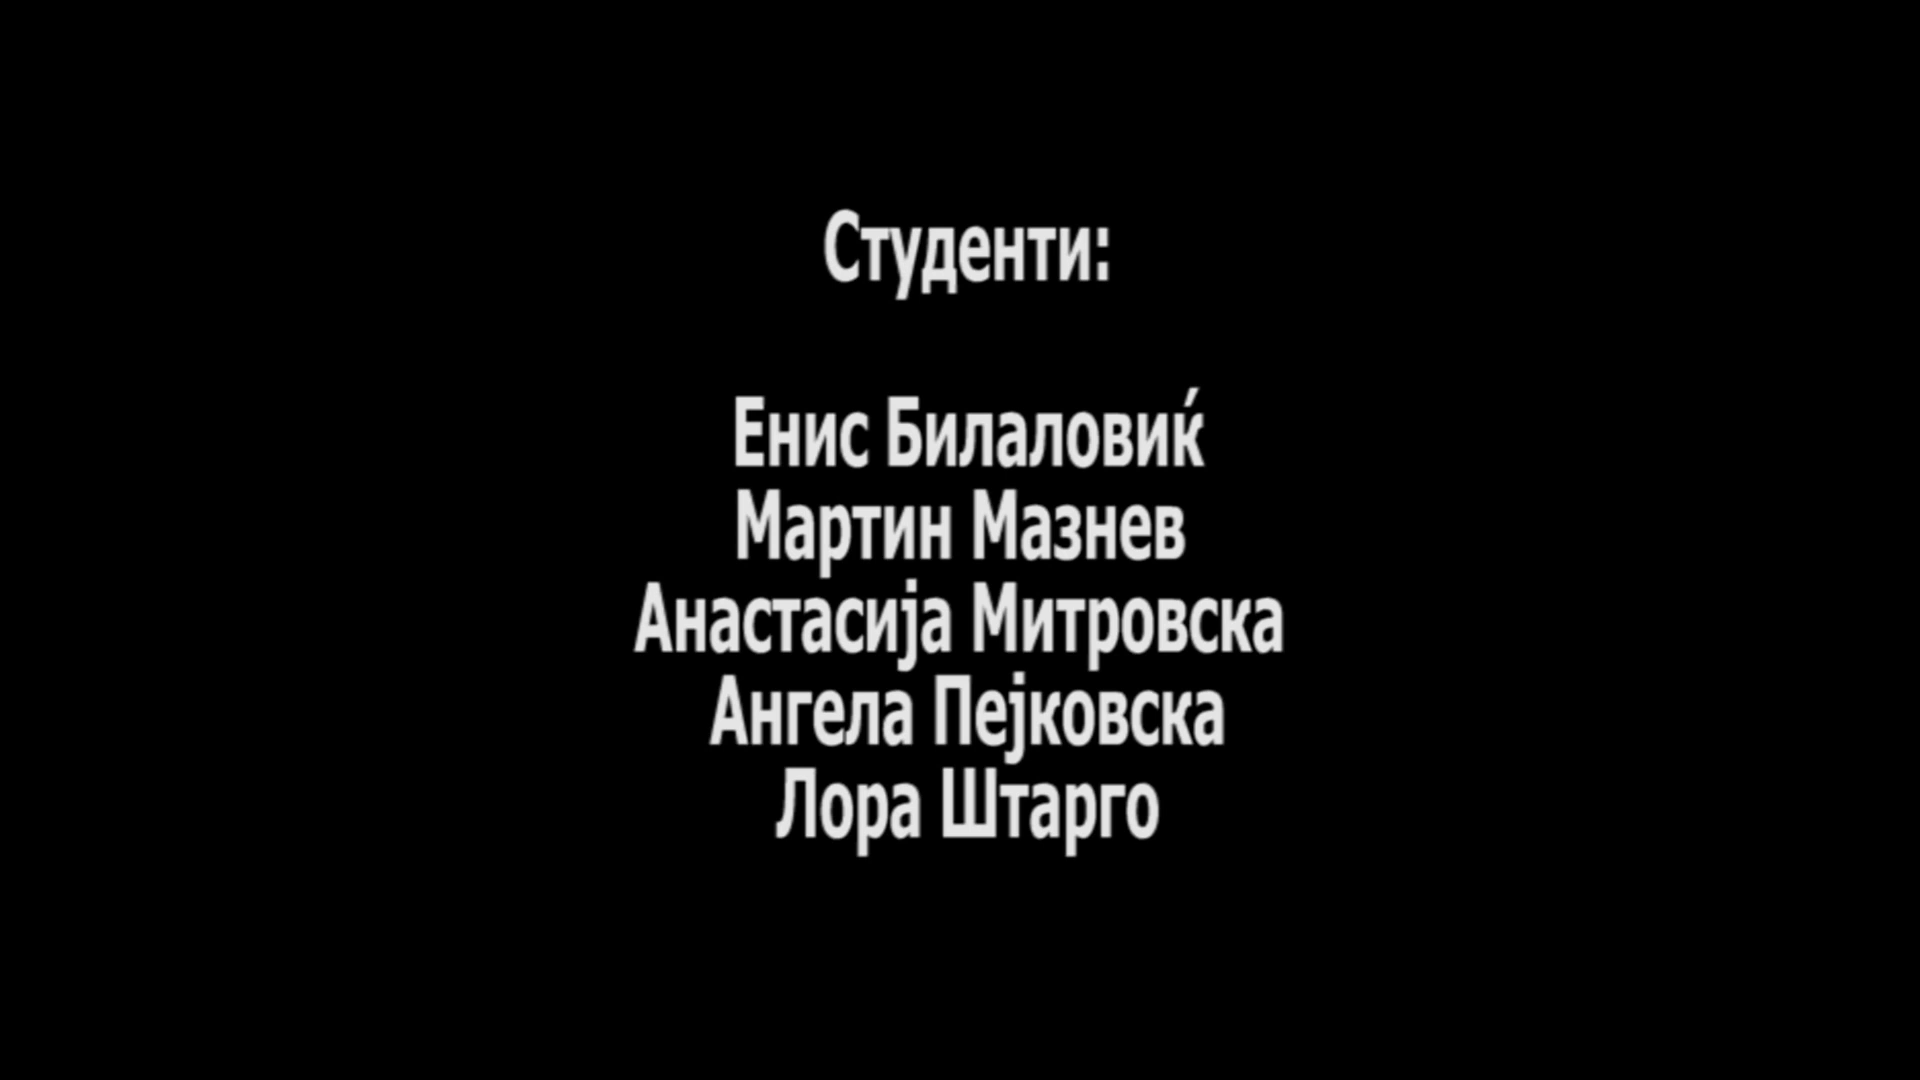 Студенти:
Енис Билаловиќ
Мартин Мазнев
Анастасија Митровска
Ангела Пејковска
Лора Штарго